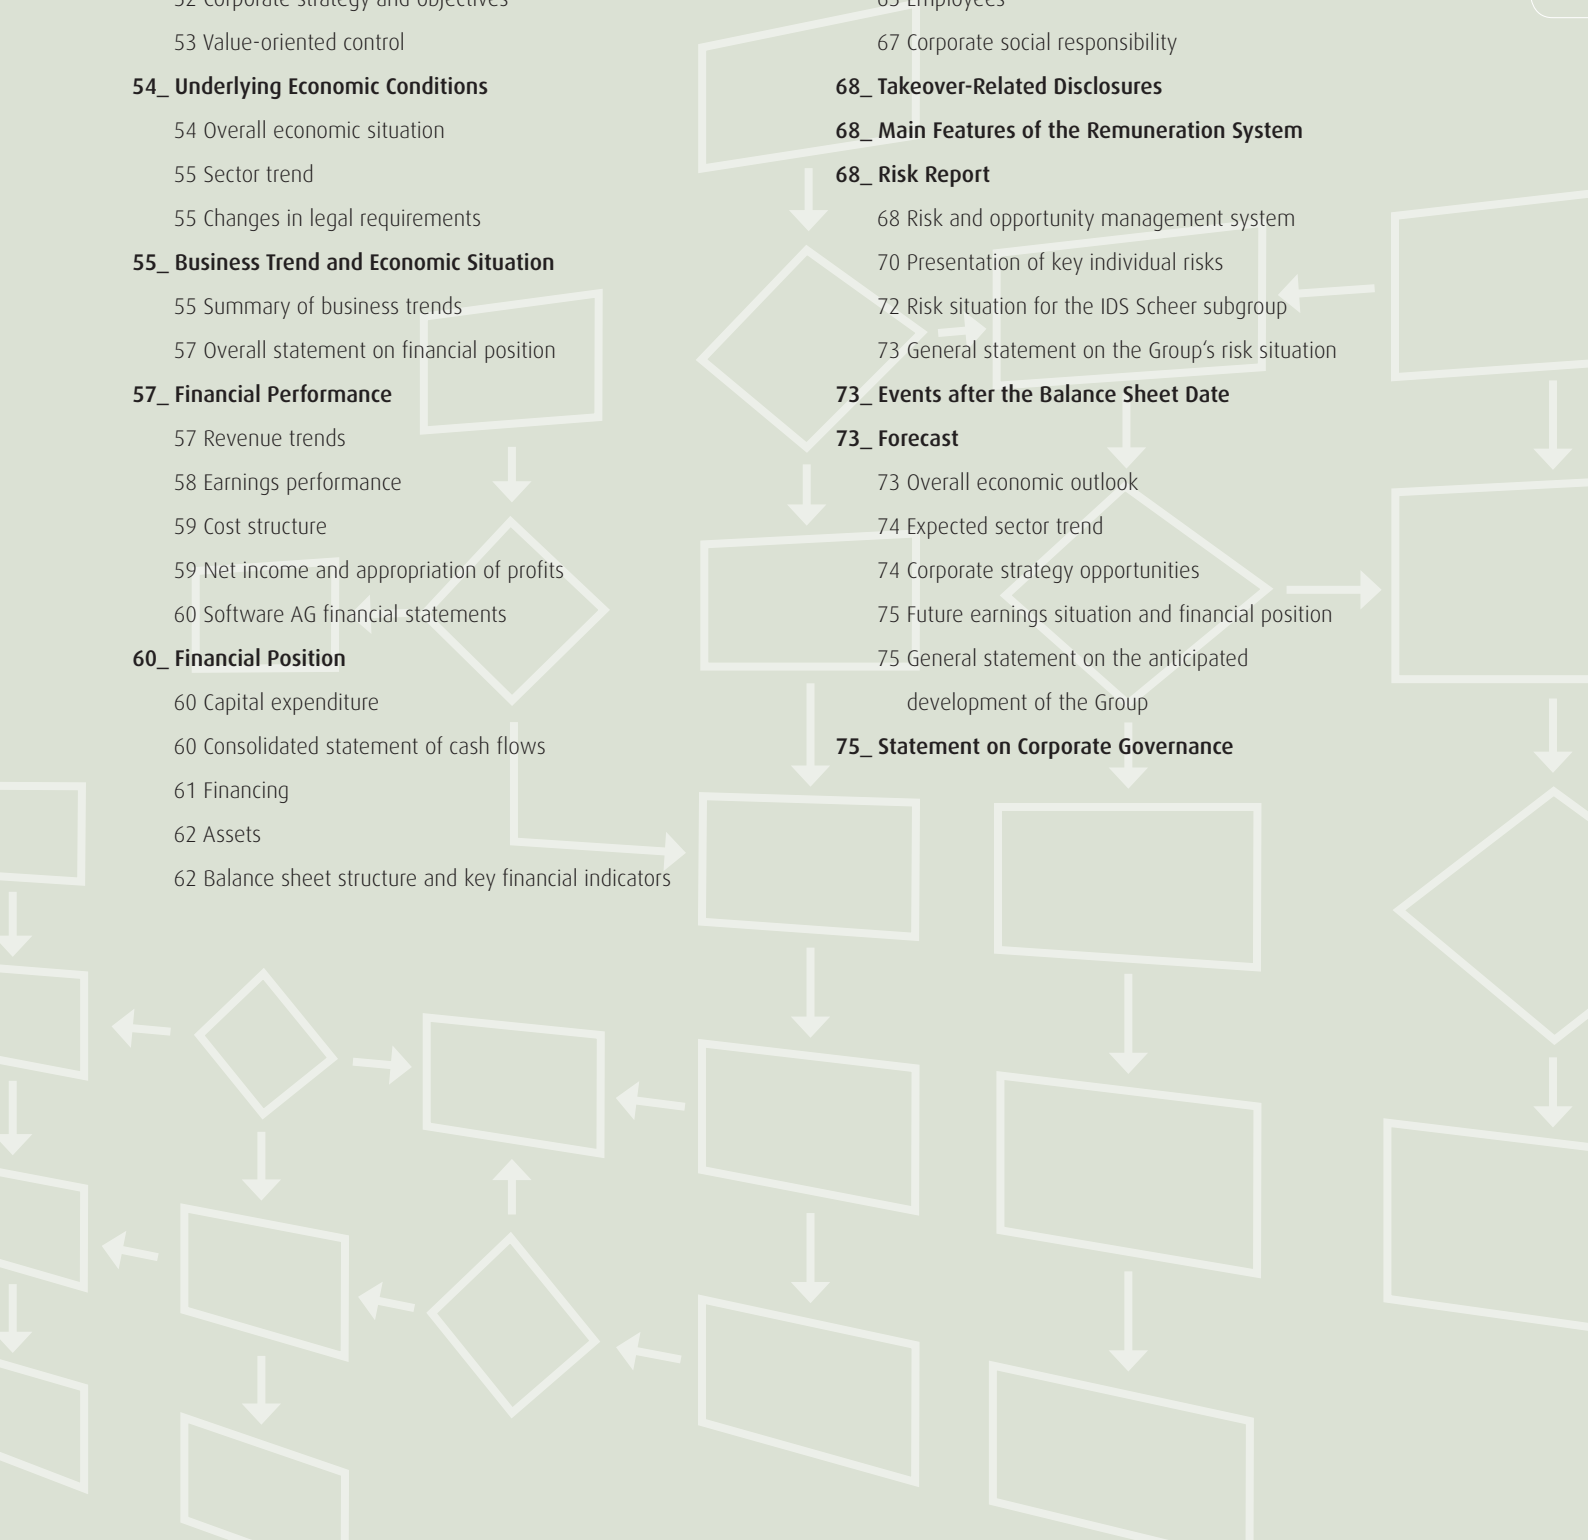 52 Corporate strategy and objectives
53 Value-oriented control
54_ Underlying Economic Conditions
54 Overall economic situation
55 Sector trend
55 Changes in legal requirements
55_ Business Trend and Economic Situation
55 Summary of business trends
57 Overall statement on financial position
57_ Financial Performance
57 Revenue trends
58 Earnings performance
59 Cost structure
59 Net income and appropriation of profits
60 Software AG financial statements
60_ Financial Position
60 Capital expenditure
60 Consolidated statement of cash flows
61 Financing
62 Assets
62 Balance sheet structure and key financial indicators
Employees
67 Corporate social responsibility
68_ Takeover-Related Disclosures
68_ Main Features of the Remuneration System
68_ Risk Report
68 Risk and opportunity management system
70 Presentation of key individual risks
72 Risk situation for the IDS Scheer subgroup
73 General statement on the Group‘s risk situation
73_ Events after the Balance Sheet Date
73_ Forecast
73 Overall economic outlook
74 Expected sector trend
74 Corporate strategy opportunities
75 Future earnings situation and financial position
75 General statement on the anticipated
development of the Group
75_ Statement on Corporate Governance